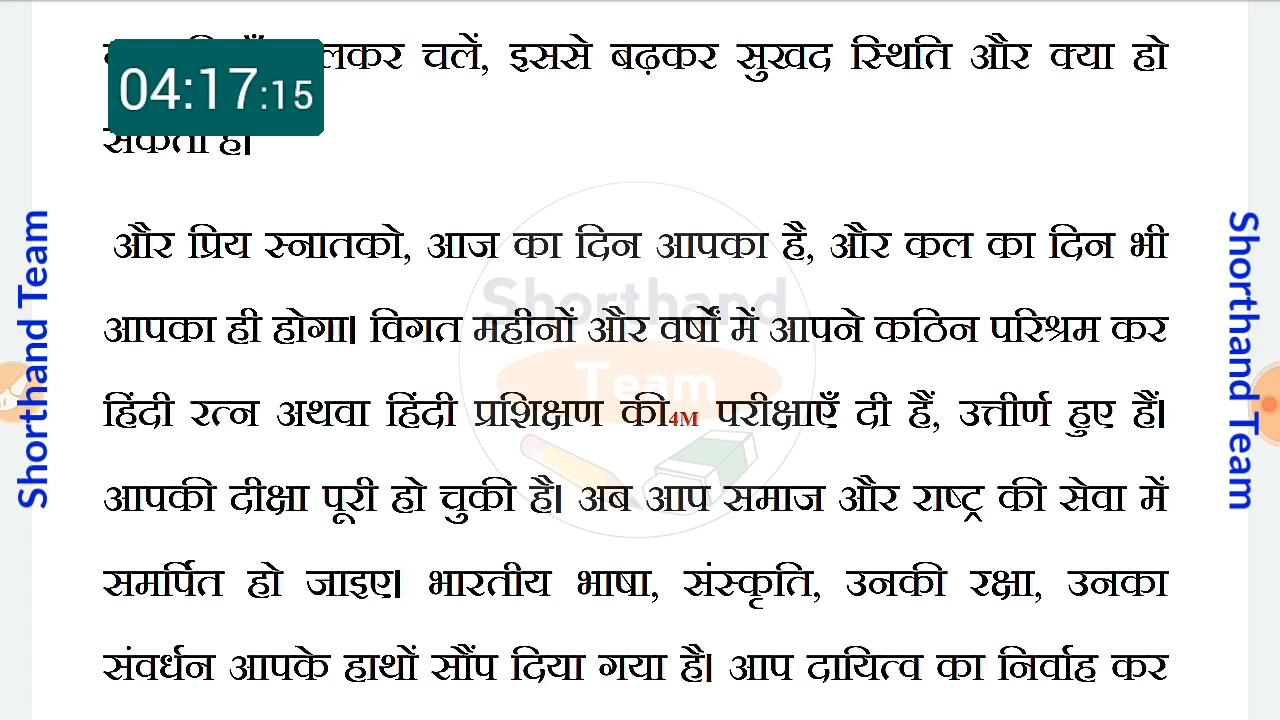 04:17:15
चलें, इससे बढ़कर सुखद स्थिति और क्या हो
और प्रिय स्नातको, आज का दिन आपका है, और कल का दिन भी
आपका ही होगा। विगत महीनों और वर्षों में आपने कठिन परिश्रम कर
हिंदी रत्न अथवा हिंदी प्रशिक्षण की4M परीक्षाएँ दी हैं, उत्तीर्ण हुए हैं।
आपकी दीक्षा पूरी हो चुकी है। अब आप समाज और राष्ट्र की सेवा में
समर्पित हो जाइए। भारतीय भाषा, संस्कृति, उनकी रक्षा, उनका
संवर्धन आपके हाथों सौंप दिया गया है। आप दायित्व का निर्वाह कर
Shorthand Team
Shorthand Team
Shorthand
Team